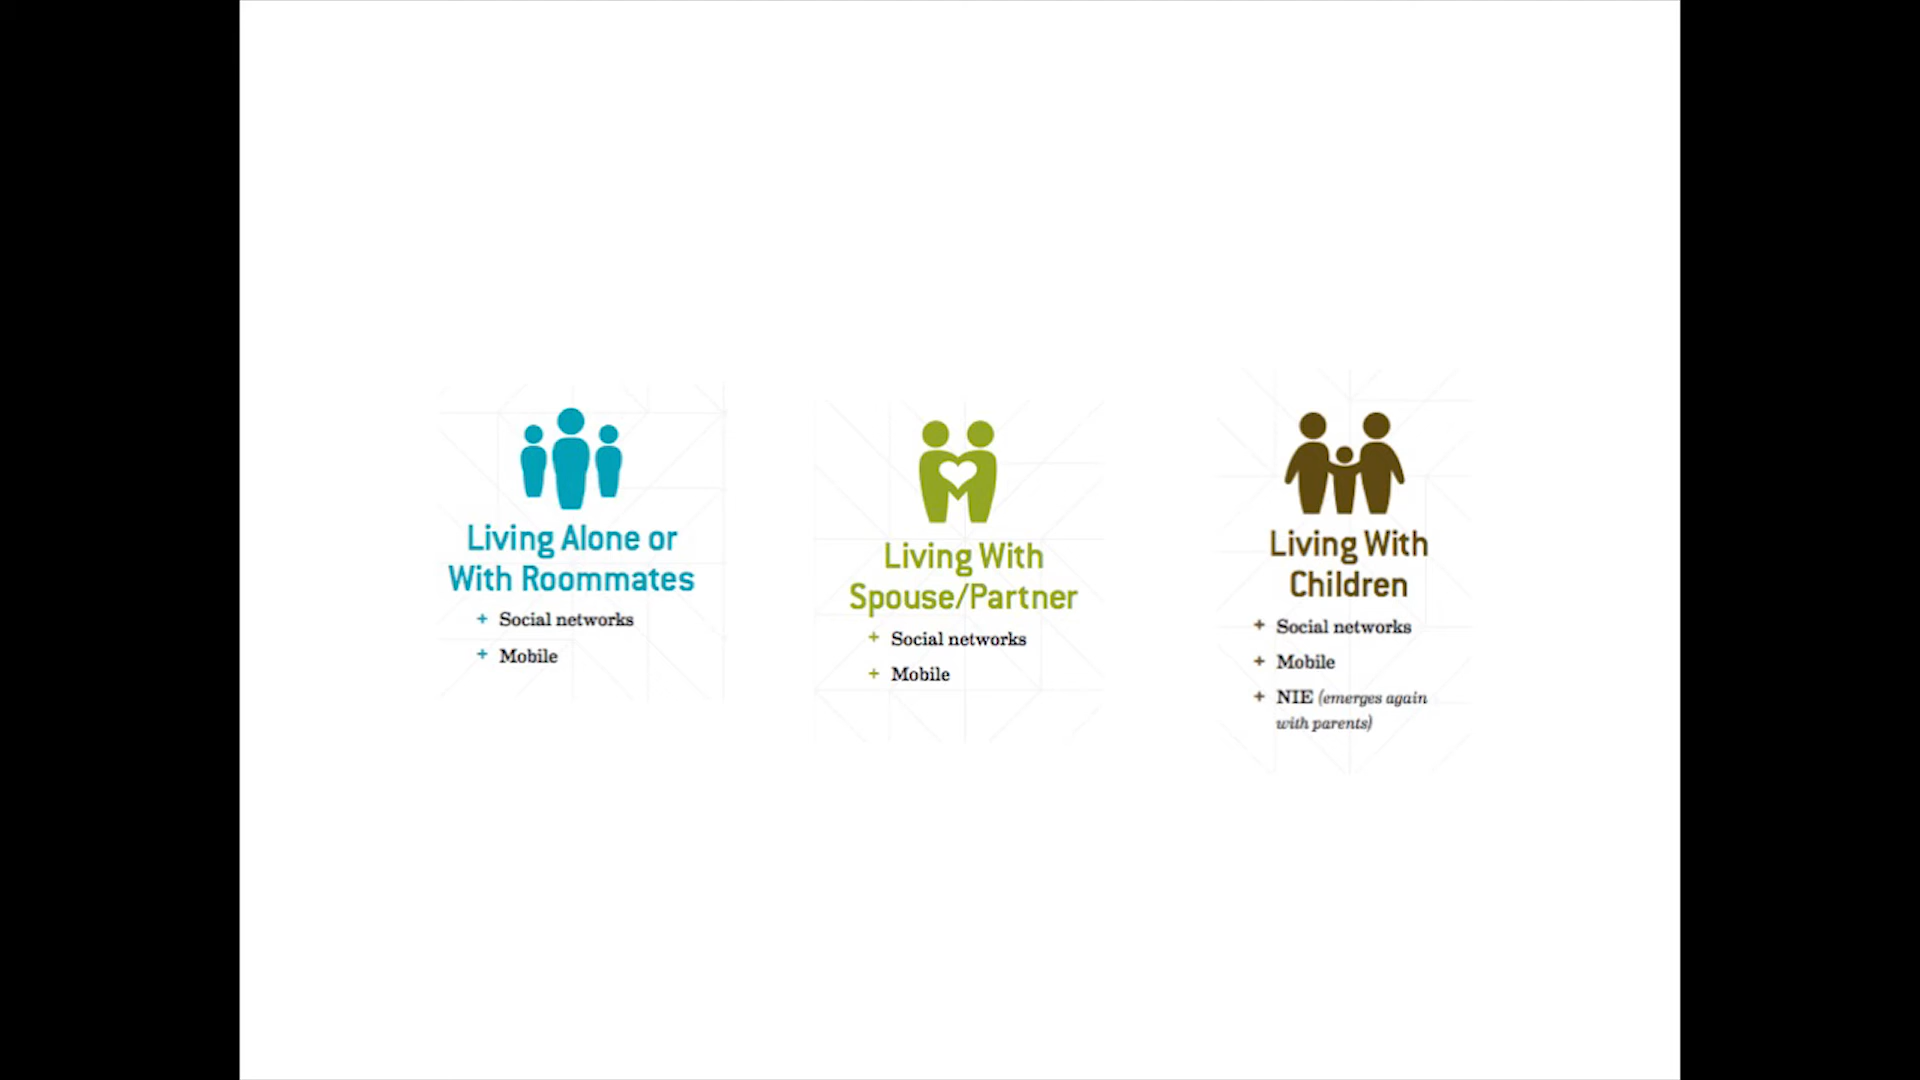 Living Alone or
With Roommates
+ Social networks
+ Mobile
Living With
Spouse/Partner
+ Social networks
+ Mobile
Living With
Children
+ Social networks
+ Mobile
+ NIE (emerges again
with parents)